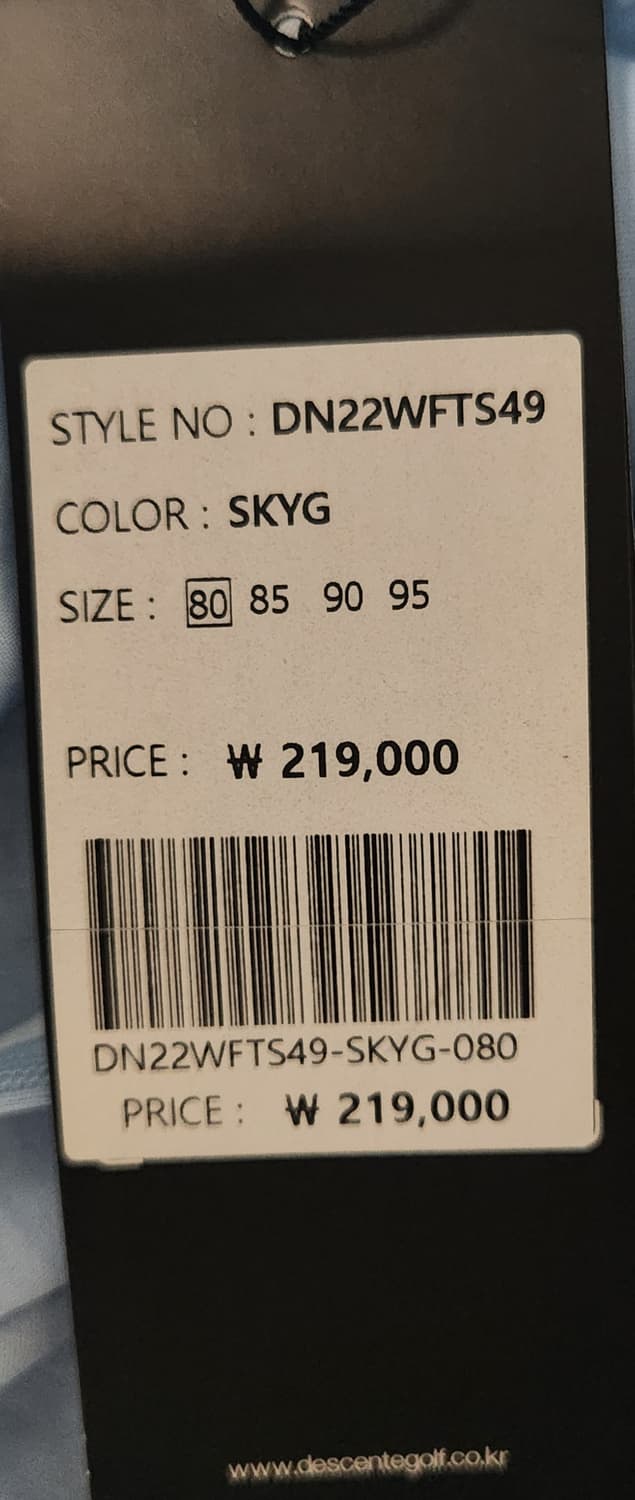 STYLE NO : DN22WFTS49
COLOR : SKYG
SIZE : 80 85 90 95
PRICE : ₩ 219,000
DN22WFTS49-SKYG-080
PRICE : ₩ 219,000
www.descentegolf.co.kr